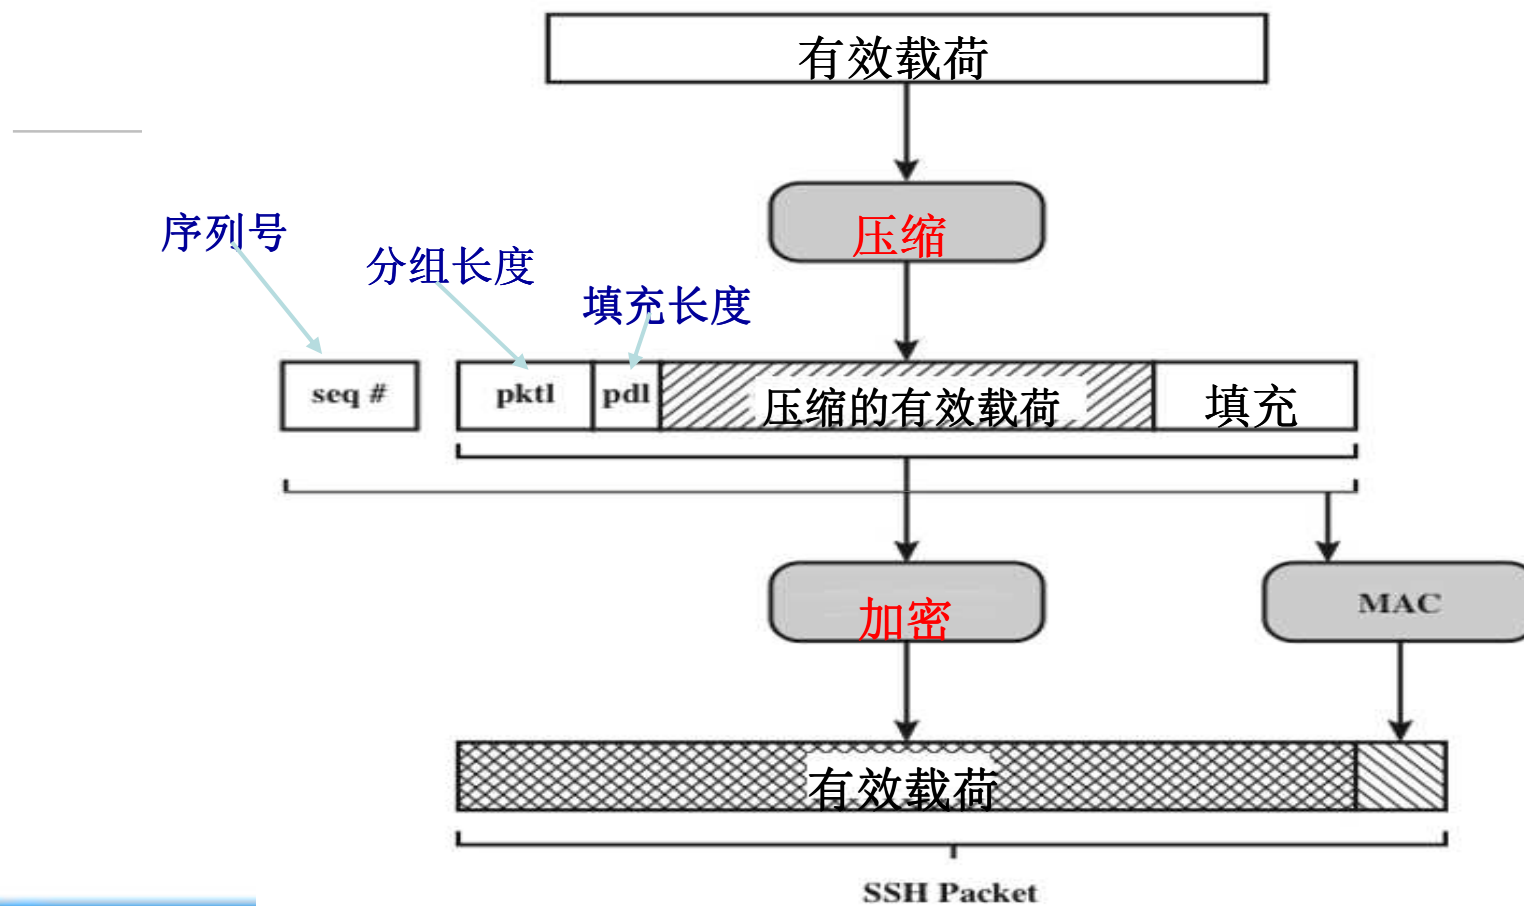 有效载荷
压缩
序列号
分组长度
填充长度
seq #
pktl
pdl
压缩的有效载荷
填充
加密
MAC
有效载荷
SSH Packet